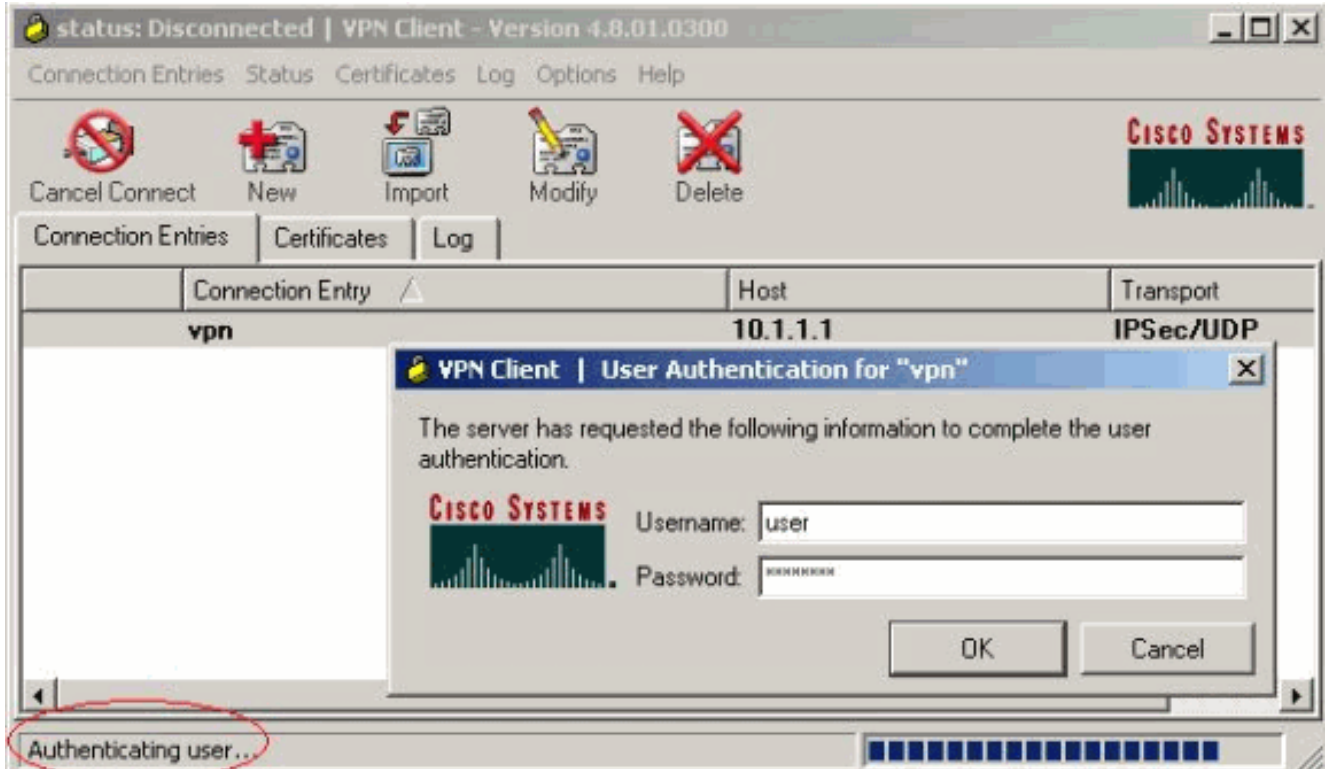 status: Disconnected | VPN Client - Version 4.8.01.0300
Connection Entries Status Certificates Log Options Help
Cancel Connect New Import Modify Delete
CISCO SYSTEMS
Connection Entries Certificates Log
Connection Entry Host Transport
vpn 10.1.1.1 IPSec/UDP
VPN Client | User Authentication for "vpn"
The server has requested the following information to complete the user
authentication.
CISCO SYSTEMS
Username: user
Password: ********
OK Cancel
Authenticating user...